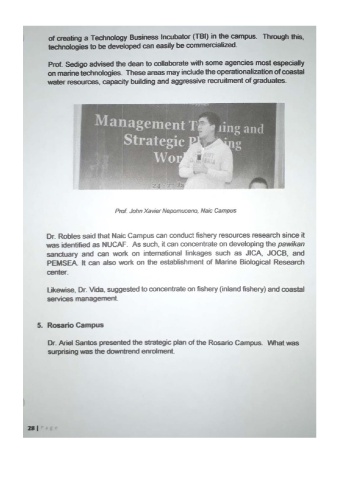 of creating a Technology Business Incubator (TBI) in the campus. Through this,
technologies to be developed can easily be commercialized.
Prof. Sedigo advised the dean to collaborate with some agencies most especially
on marine technologies. These areas may include the operationalization of coastal
water resources, capacity building and aggressive recruitment of graduates.
Management and
Strategic
Prof. John Xavier Nepomuceno, Naic Campus
Dr. Robles said that Naic Campus can conduct fishery resources research since it
was identified as NUCAF. As such, it can concentrate on developing the pawikan
sanctuary and can work on international linkages such as JICA, JOCB, and
PEMSEA. It can also work on the establishment of Marine Biological Research
center.
Likewise, Dr. Vida, suggested to concentrate on fishery (inland fishery) and coastal
services management.
5. Rosario Campus
Dr. Ariel Santos presented the strategic plan of the Rosario Campus. What was
surprising was the downtrend enrolment.
28 | Page